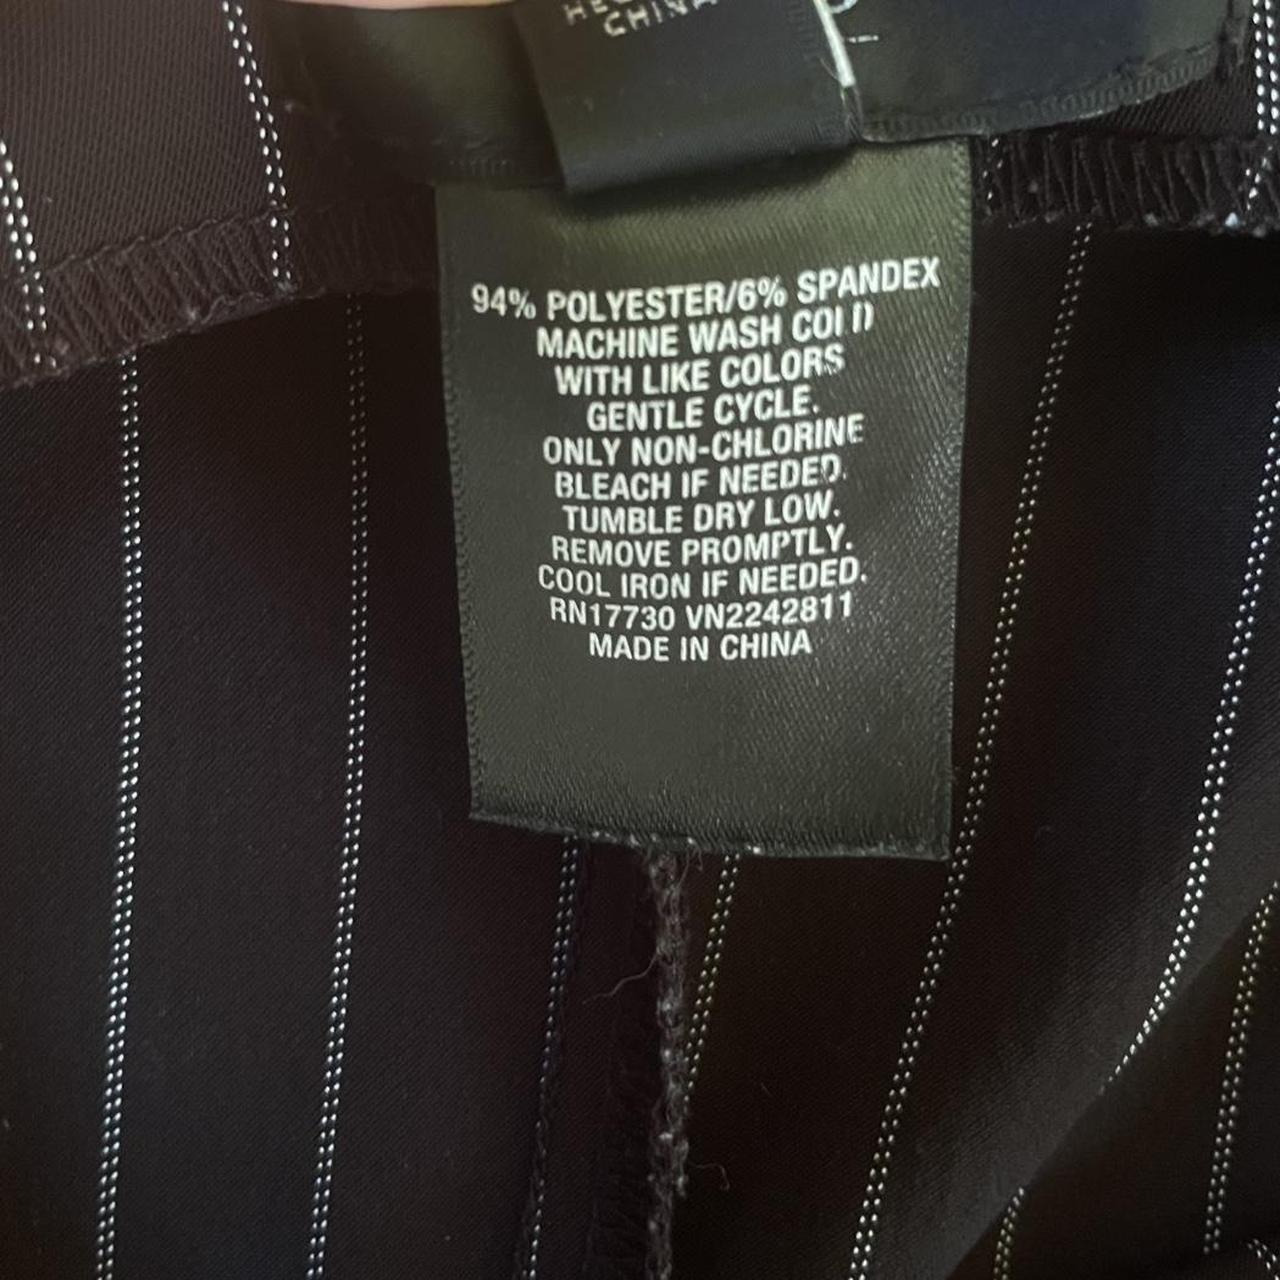 CHINA
94% POLYESTER/6% SPANDEX
MACHINE WASH COLD
WITH LIKE COLORS
GENTLE CYCLE.
ONLY NON-CHLORINE
BLEACH IF NEEDED.
TUMBLE DRY LOW.
REMOVE PROMPTLY.
COOL IRON IF NEEDED.
RN17730 VN2242811
MADE IN CHINA